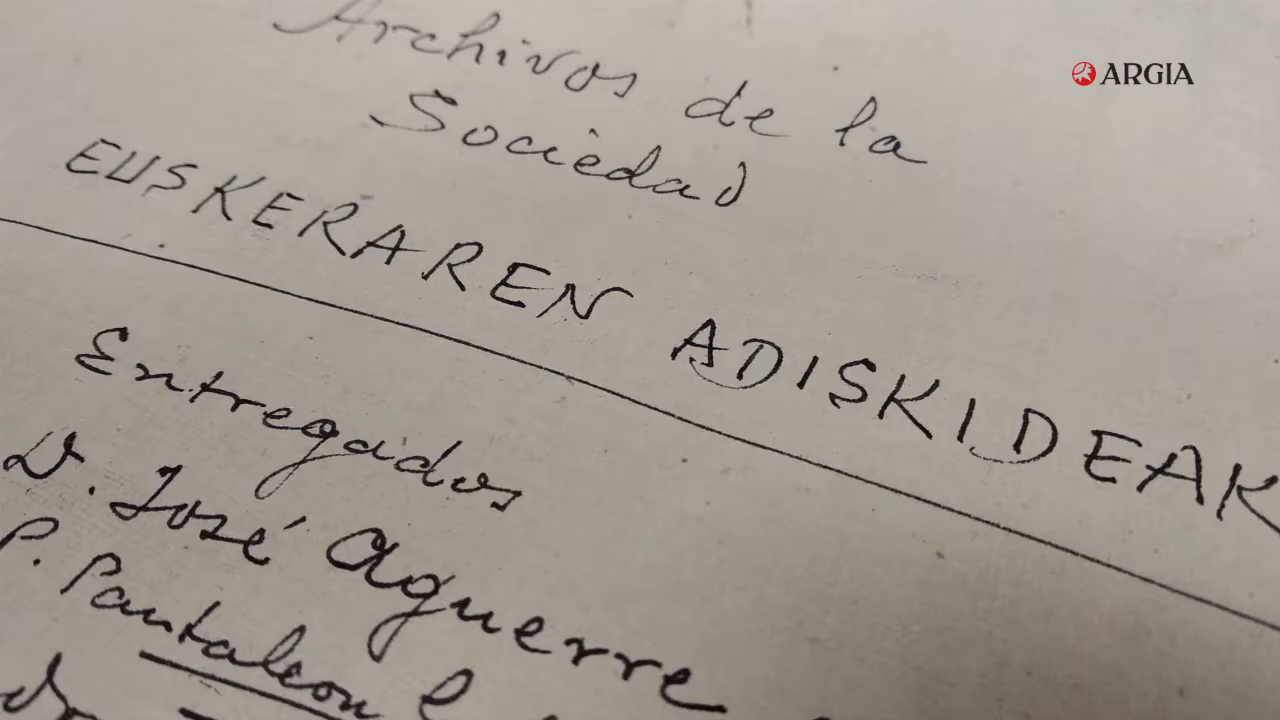 ARGIA
Archivos de la
Sociedad
EUSKERAREN ADISKIDEAK
Entregados
D. José Aguerre
P. Pantaleon